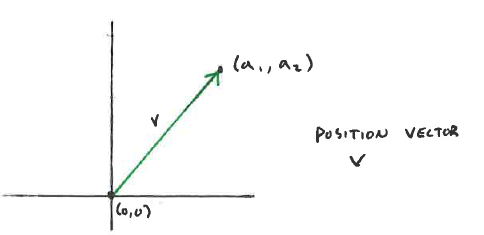 (a₁, a₂)
v
POSITION VECTOR
v
(0,0)